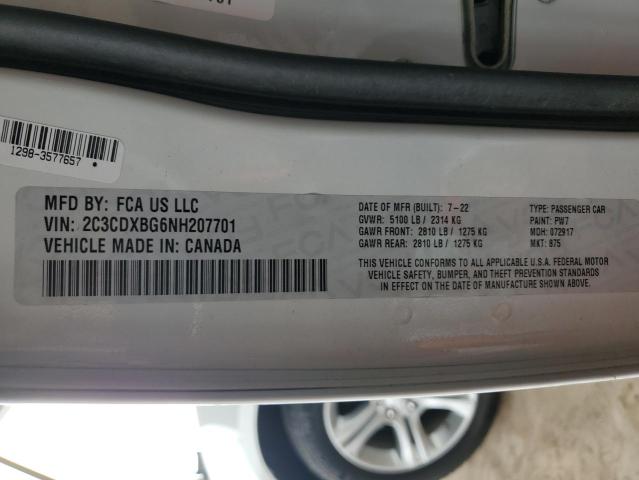 1298-3577657
MFD BY: FCA US LLC
VIN: 2C3CDXBG6NH207701
VEHICLE MADE IN: CANADA
DATE OF MFR (BUILT): 7-22
GVWR: 5100 LB / 2314 KG
GAWR FRONT: 2810 LB / 1275 KG
GAWR REAR: 2810 LB / 1275 KG
TYPE: PASSENGER CAR
PAINT: PW7
MDH: 072917
MKT: 875
THIS VEHICLE CONFORMS TO ALL APPLICABLE U.S.A. FEDERAL MOTOR
VEHICLE SAFETY, BUMPER, AND THEFT PREVENTION STANDARDS
IN EFFECT ON THE DATE OF MANUFACTURE SHOWN ABOVE.